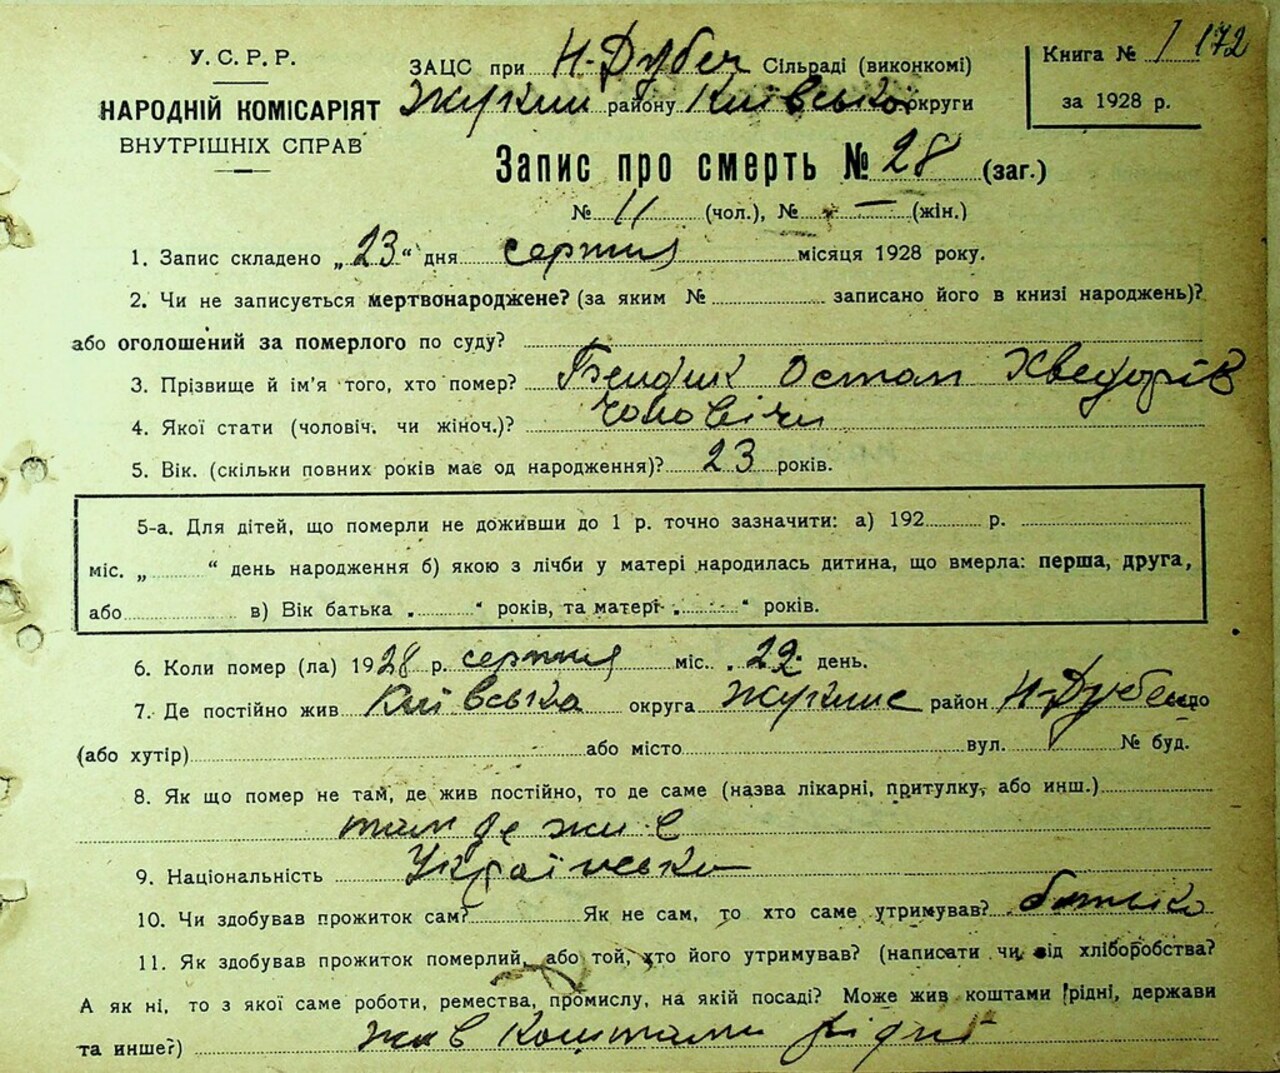 У. С. Р. Р.
НАРОДНІЙ КОМІСАРІЯТ
ВНУТРІШНІХ СПРАВ
ЗАЦС при Н-Дубеч Сільраді (виконкомі)
Жукин району Київської округи
Книга № 1 172
за 1928 р.
Запис про смерть № 28 (заг.)
№ 11 (чол.), № — (жін.)
1. Запис складено „23“ дня серпня місяця 1928 року.
2. Чи не записується мертвонароджене? (за яким № записано його в книзі народжень)?
або оголошений за померлого по суду?
3. Прізвище й ім'я того, хто помер? Бендик Остап Хведорів
4. Якої стати (чоловіч. чи жіноч.)? чоловічи
5. Вік. (скільки повних років має од народження)? 23 років.
5-а. Для дітей, що померли не доживши до 1 р. точно зазначити: а) 192 р.
міс. „ “ день народження б) якою з лічби у матері народилась дитина, що вмерла: перша, друга,
або в) Вік батька „ “ років, та матері „ “ років.
6. Коли помер (ла) 1928 р. серпня міс. 22 день.
7. Де постійно жив Київська округа район Н-Дубеч
(або хутір) або місто вул. № буд.
8. Як що помер не там, де жив постійно, то де саме (назва лікарні, притулку, або инш.)
там де жив
9. Національність Українська
10. Чи здобував прожиток сам? Як не сам, то хто саме утримував? батько
11. Як здобував прожиток померлий, або той, хто його утримував? (написати чи від хліборобства?
А як ні, то з якої саме роботи, ремества, промислу, на якій посаді? Може жив коштами рідні, держави
та инше?) жив коштами рідні